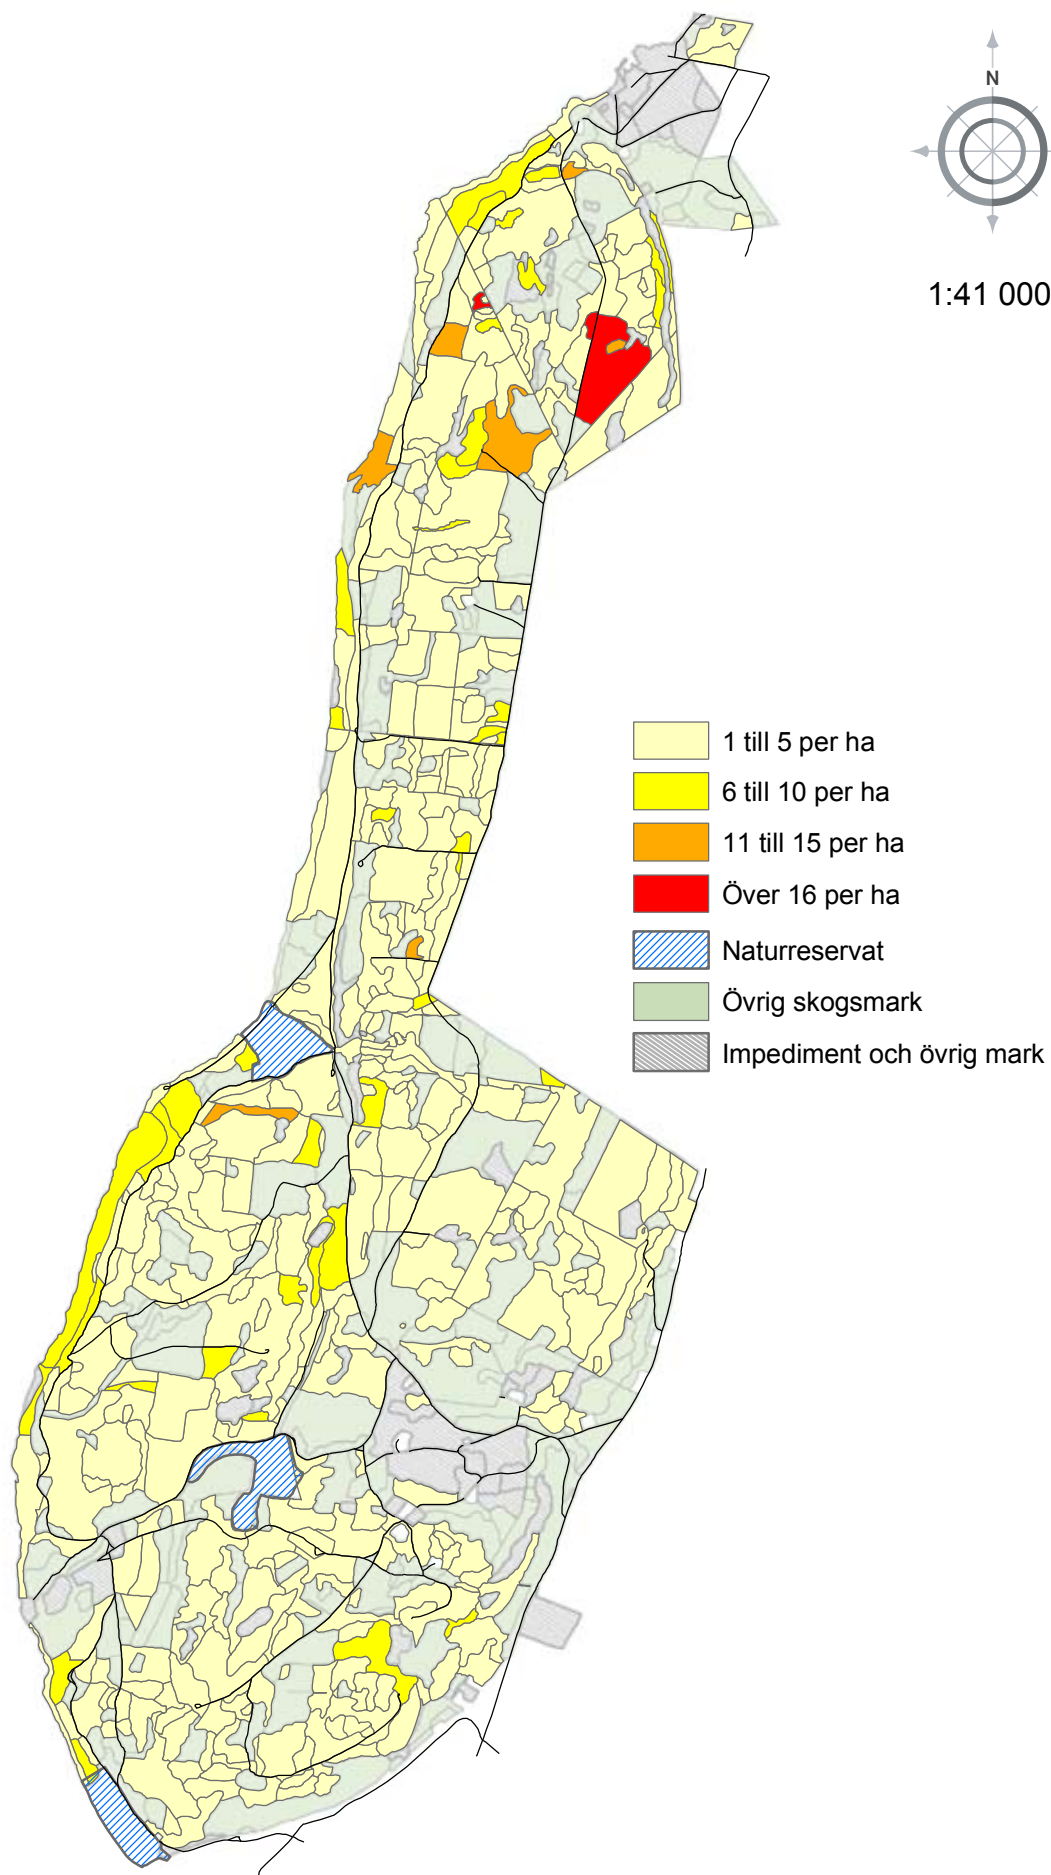 N
1:41 000
1 till 5 per ha
6 till 10 per ha
11 till 15 per ha
Över 16 per ha
Naturreservat
Övrig skogsmark
Impediment och övrig mark